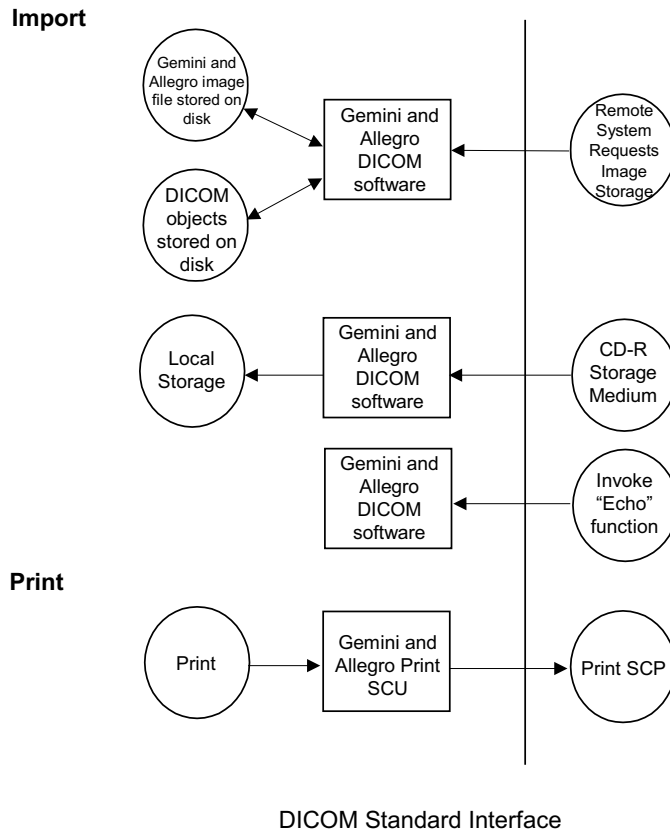 Import
Gemini and
Allegro image
file stored on
disk
Gemini and
Allegro
DICOM
software
Remote
System
Requests
Image
Storage
DICOM
objects
stored on
disk
Local
Storage
Gemini and
Allegro
DICOM
software
CD-R
Storage
Medium
Gemini and
Allegro
DICOM
software
Invoke
“Echo”
function
Print
Print
Gemini and
Allegro Print
SCU
Print SCP
DICOM Standard Interface